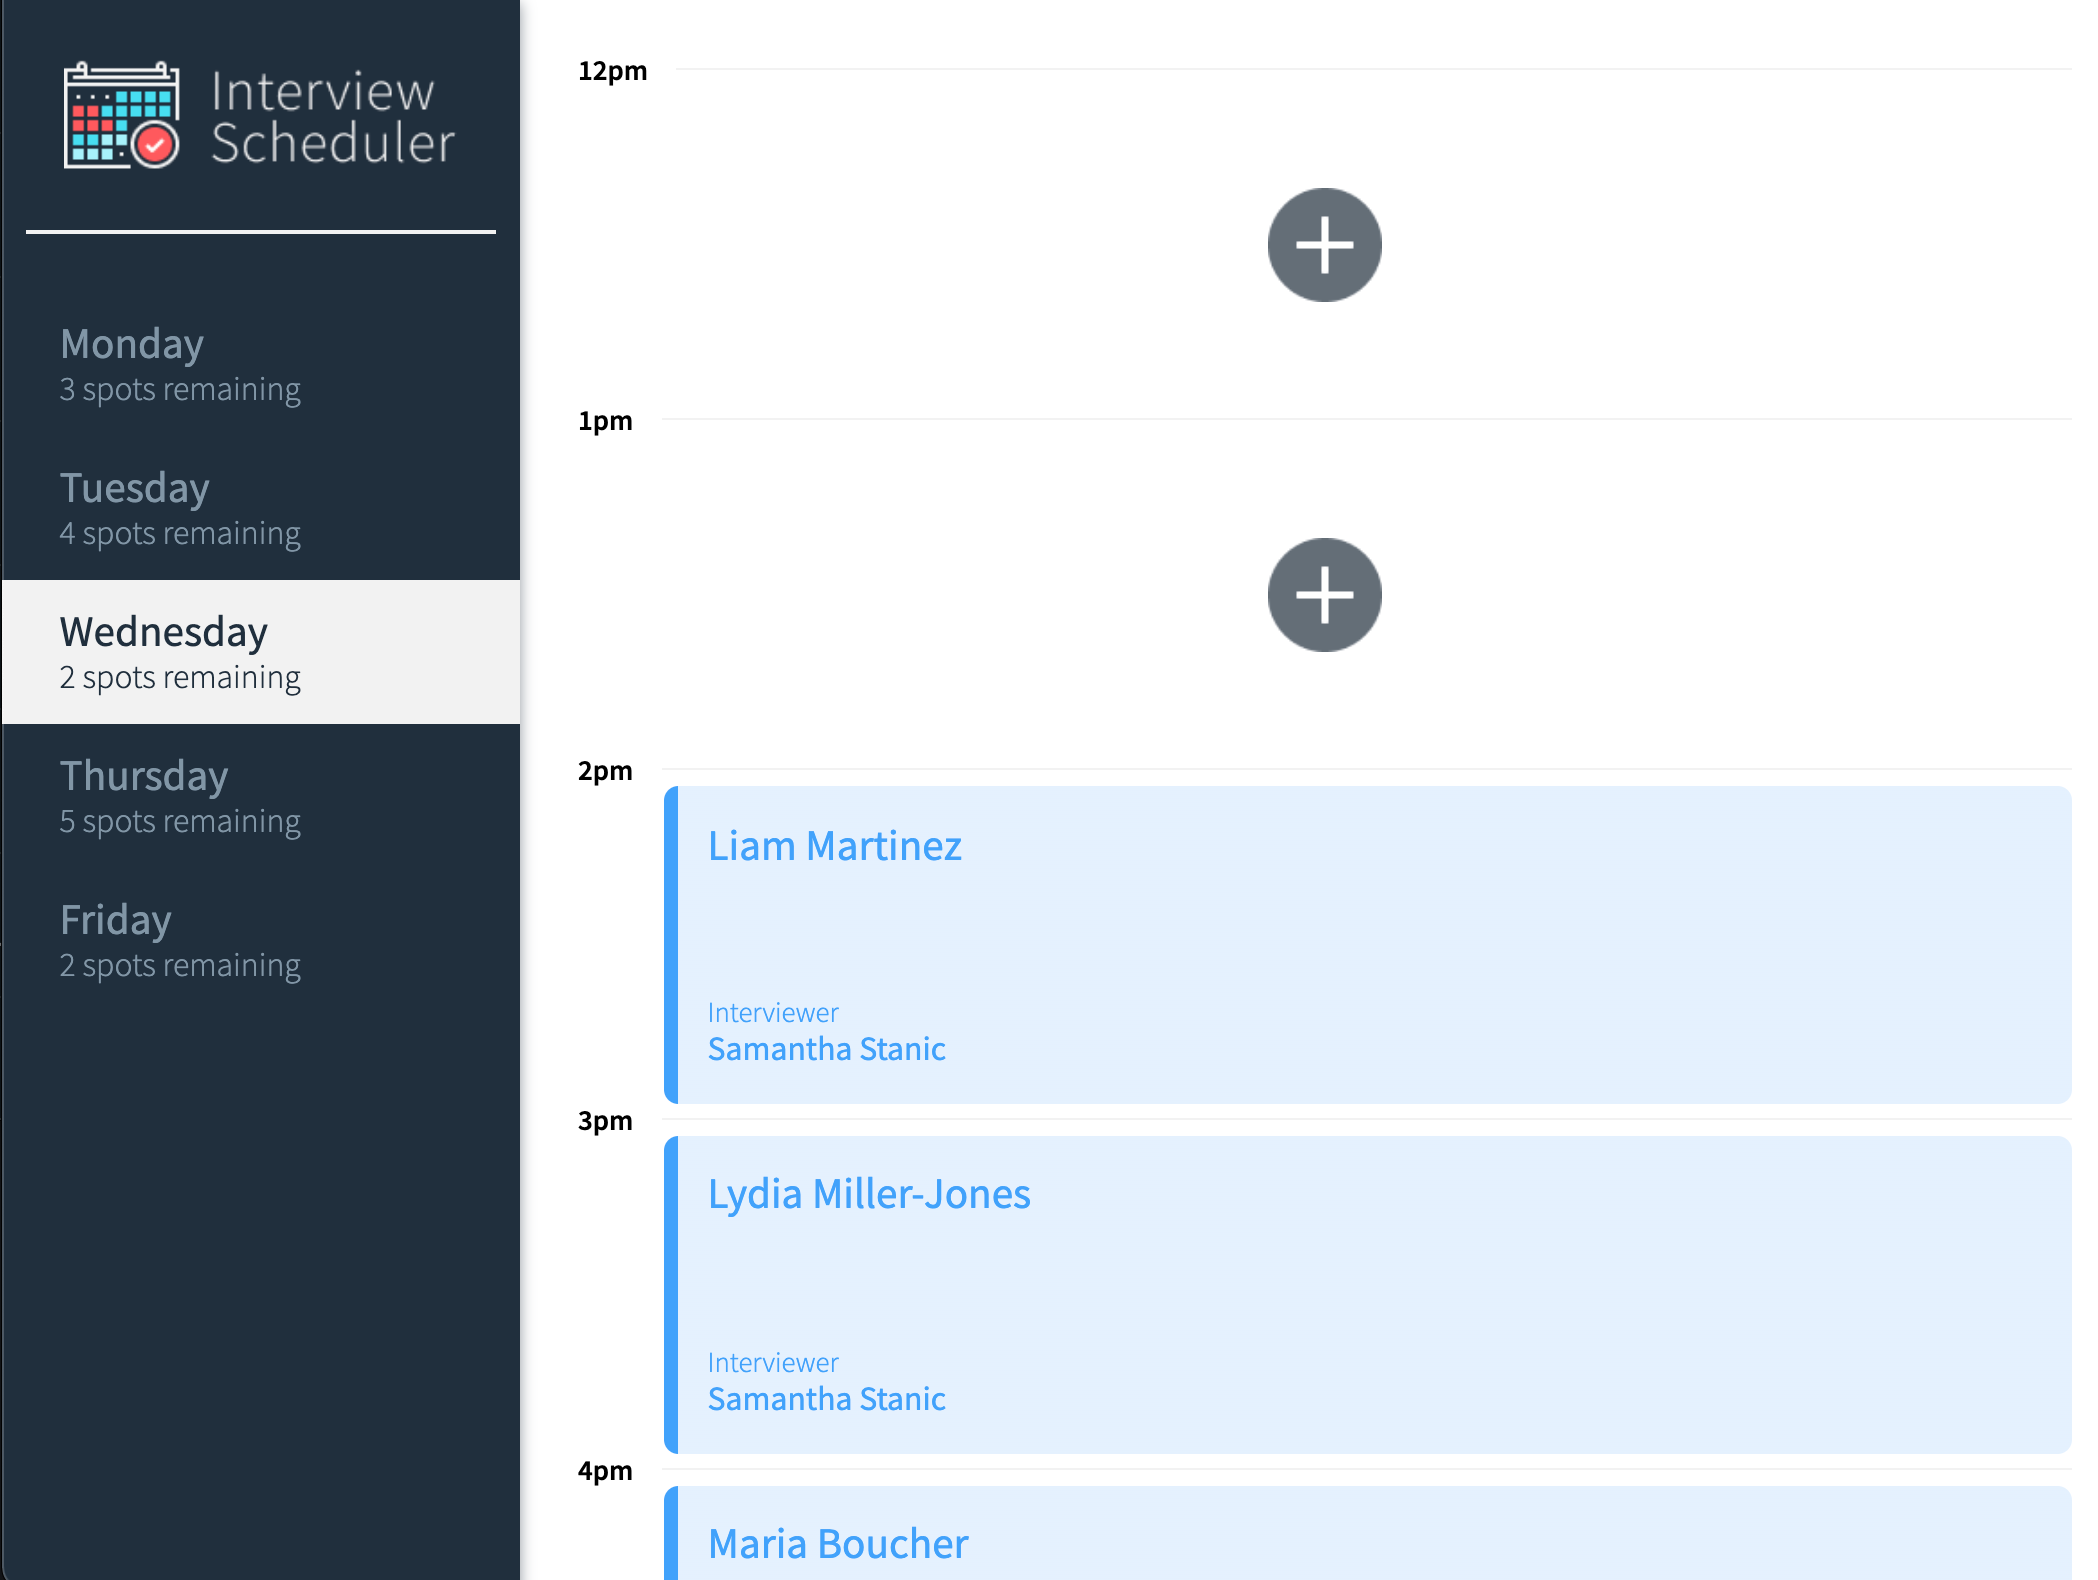 Interview
Scheduler
Monday
3 spots remaining
Tuesday
4 spots remaining
Wednesday
2 spots remaining
Thursday
5 spots remaining
Friday
2 spots remaining
12pm
1pm
2pm
Liam Martinez
Interviewer
Samantha Stanic
3pm
Lydia Miller-Jones
Interviewer
Samantha Stanic
4pm
Maria Boucher